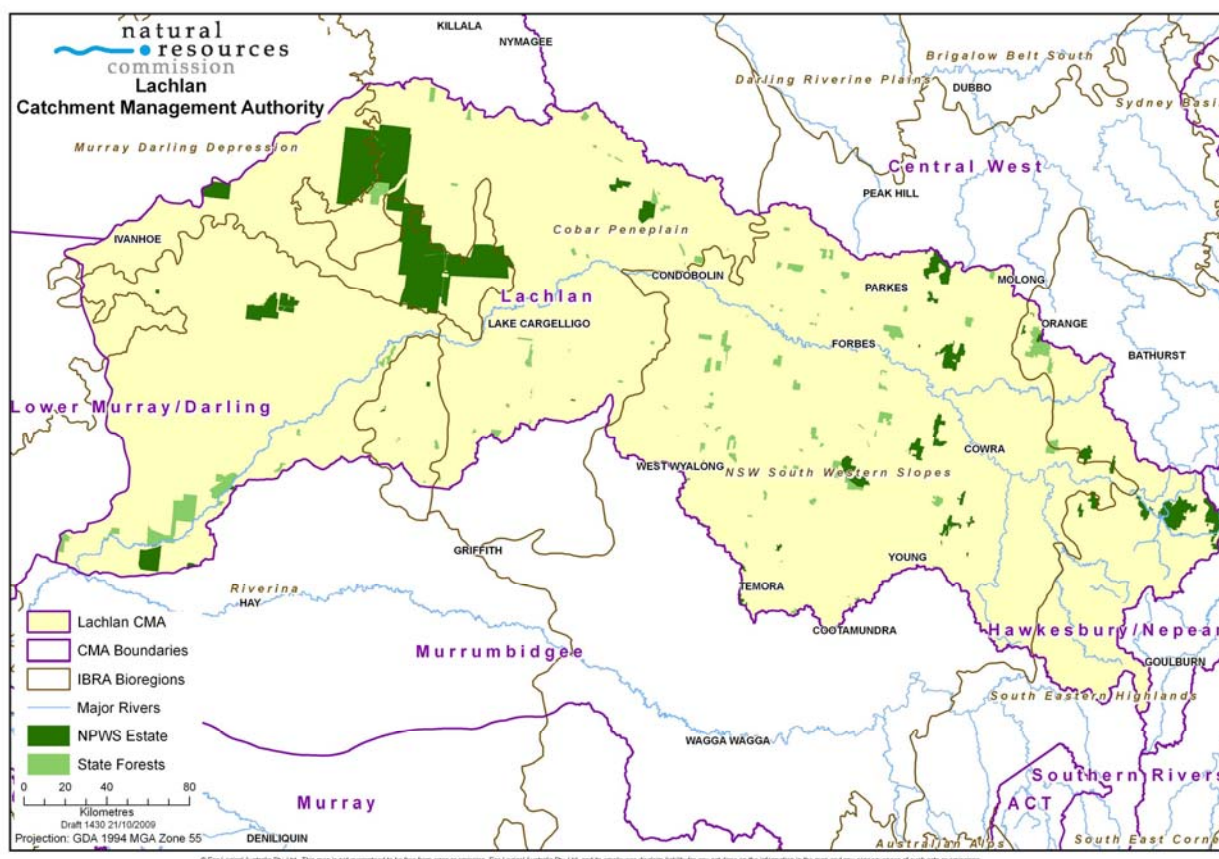 natural
resources
commission
Lachlan
Catchment Management Authority
KILLALA
NYMAGEE
Brigalow Belt South
Darling Riverine Plains
DUBBO
Sydney Basi
Murray Darling Depression
Central West
PEAK HILL
IVANHOE
Cobar Peneplain
CONDOBOLIN
PARKES
MOLONG
Lachlan
LAKE CARGELLIGO
ORANGE
FORBES
BATHURST
Lower Murray/Darling
COWRA
WEST WYALONG
NSW South Western Slopes
GRIFFITH
YOUNG
Riverina
HAY
TEMORA
COOTAMUNDRA
Hawkesbury/Nepean
Murrumbidgee
GOULBURN
South Eastern Highlands
WAGGA WAGGA
Southern Rivers
ACT
Murray
DENILIQUIN
Australian Alps
South East Corner
Lachlan CMA
CMA Boundaries
IBRA Bioregions
Major Rivers
NPWS Estate
State Forests
0 20 40 80
Kilometres
Draft 1430 21/10/2009
Projection: GDA 1994 MGA Zone 55